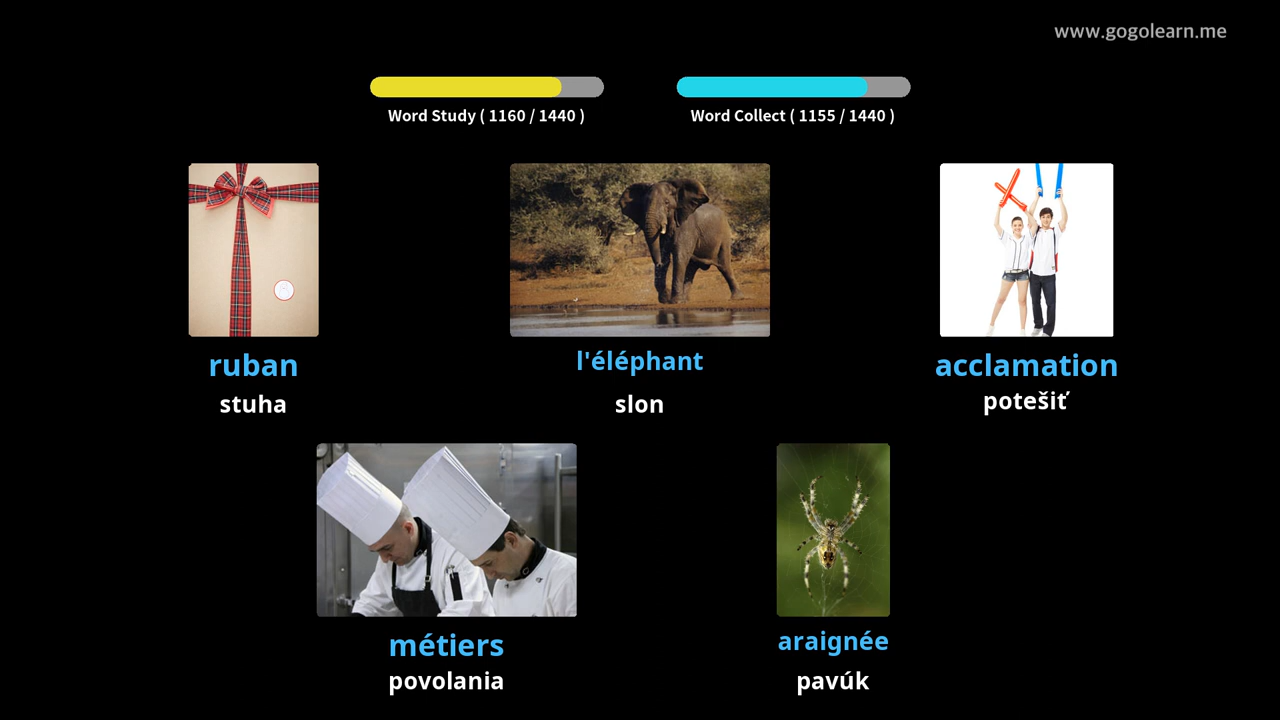 www.gogolearn.me
Word Study ( 1160 / 1440 )
Word Collect ( 1155 / 1440 )
ruban
stuha
l'éléphant
slon
acclamation
potešiť
métiers
povolania
araignée
pavúk